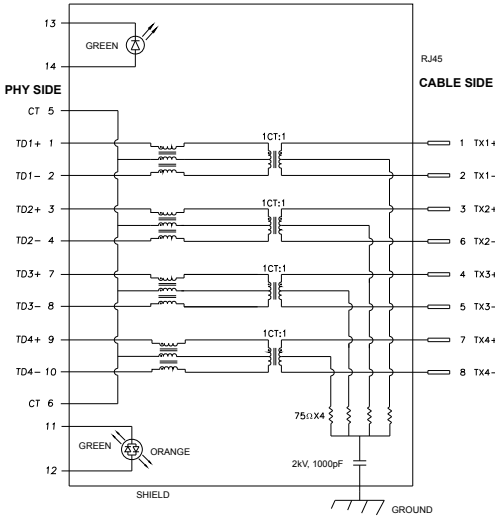 13
GREEN
14
RJ45
PHY SIDE
CABLE SIDE
CT 5
1CT:1
TD1+ 1
1 TX1+
TD1- 2
2 TX1-
1CT:1
TD2+ 3
3 TX2+
TD2- 4
6 TX2-
1CT:1
TD3+ 7
4 TX3+
TD3- 8
5 TX3-
1CT:1
TD4+ 9
7 TX4+
TD4- 10
8 TX4-
CT 6
75ΩX4
11
GREEN
ORANGE
12
2kV, 1000pF
SHIELD
GROUND